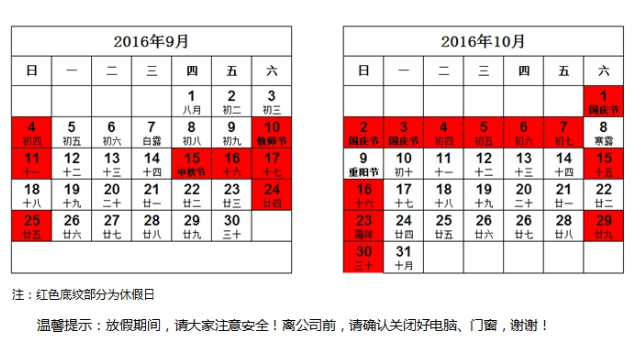 2016年9月
日 一 二 三 四 五 六
1 2 3
八月 初二 初三
4 5 6 7 8 9 10
初四 初五 初六 白露 初八 初九 教师节
11 12 13 14 15 16 17
十一 十二 十三 十四 中秋节 十六 十七
18 19 20 21 22 23 24
十八 十九 二十 廿一 廿二 廿三 廿四
25 26 27 28 29 30
廿五 廿六 廿七 廿八 廿九 三十
2016年10月
日 一 二 三 四 五 六
1
国庆节
2 3 4 5 6 7 8
国庆节 国庆节 初四 初五 初六 初七 寒露
9 10 11 12 13 14 15
重阳节 初十 十一 十二 十三 十四 十五
16 17 18 19 20 21 22
十六 十七 十八 十九 二十 廿一 廿二
23 24 25 26 27 28 29
霜降 廿四 廿五 廿六 廿七 廿八 廿九
30 31
三十 十月
注：红色底纹部分为休假日
温馨提示：放假期间，请大家注意安全！离公司前，请确认关闭好电脑、门窗，谢谢！